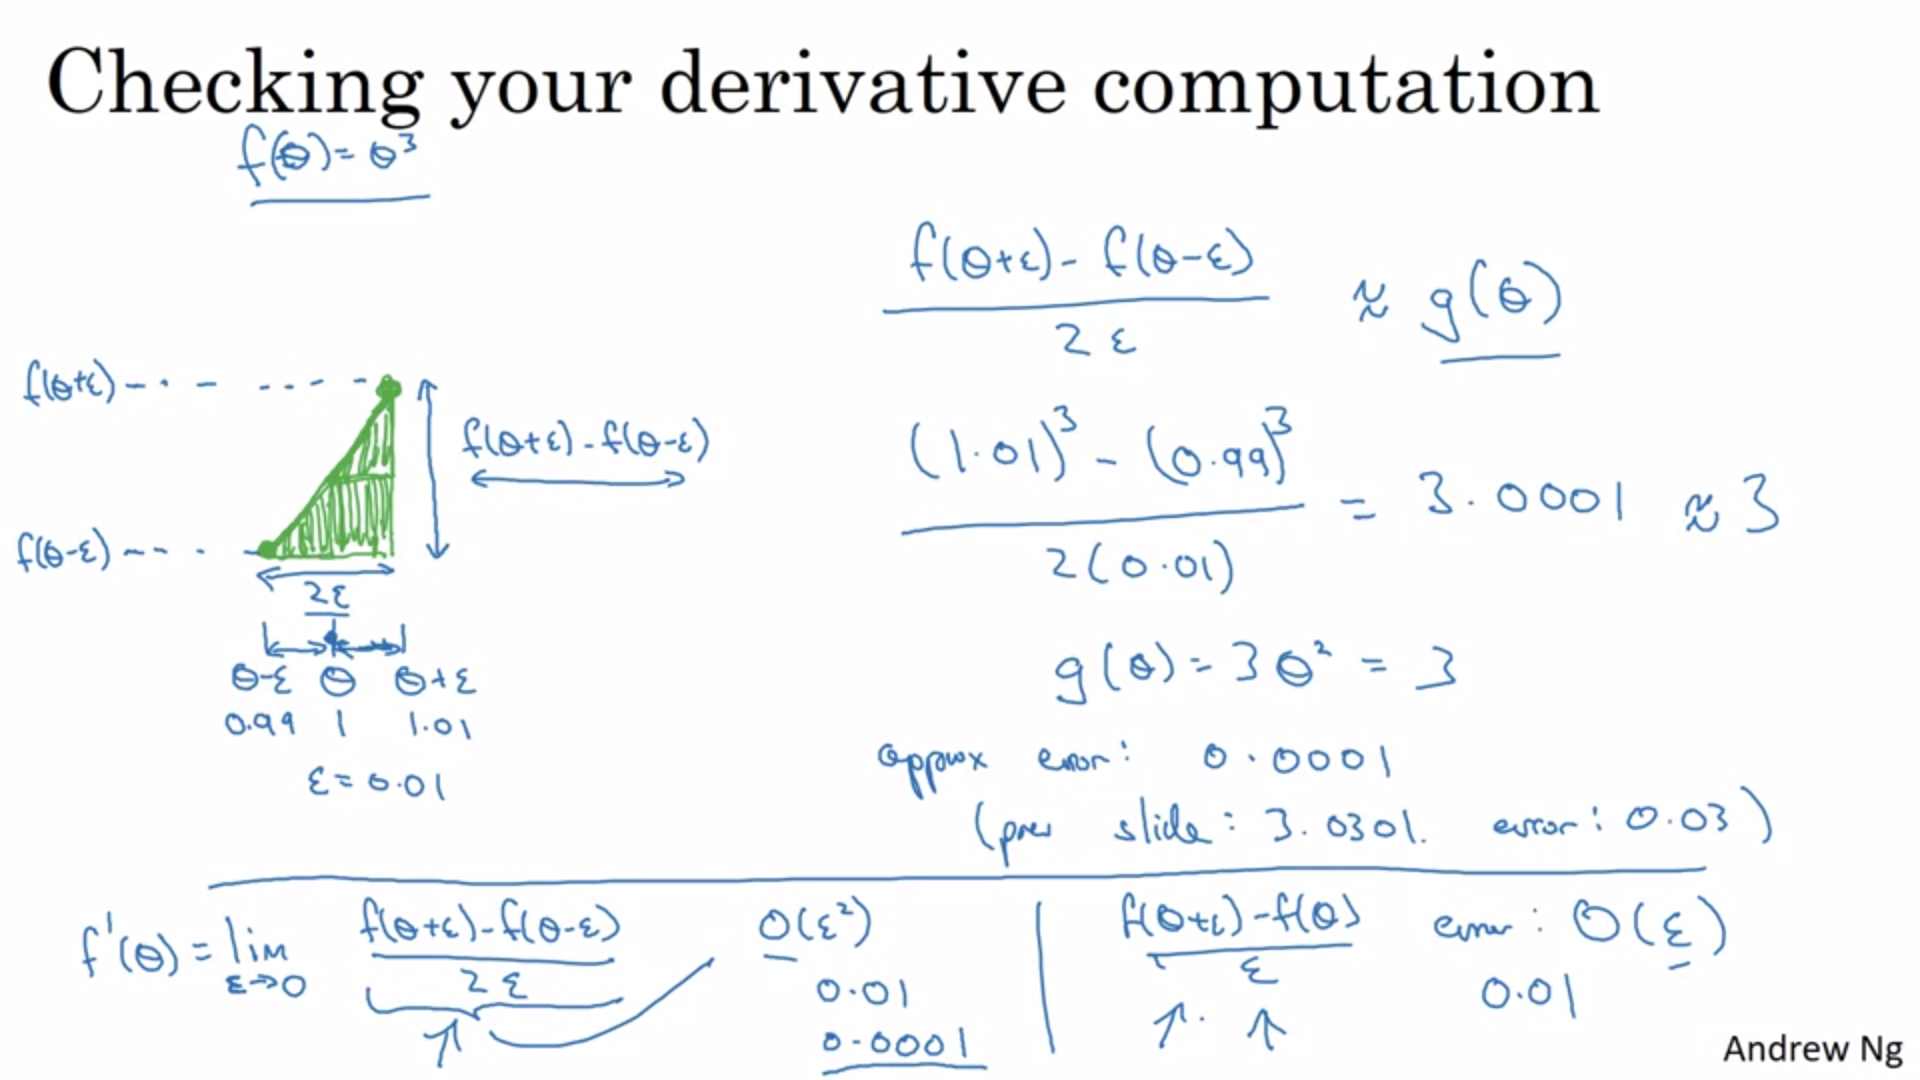 Checking your derivative computation
f(θ) = θ³
f(θ+ε) - f(θ-ε)
2ε
≈ g(θ)
f(θ+ε)
f(θ+ε) - f(θ-ε)
(1.01)³ - (0.99)³
2(0.01)
= 3.0001 ≈ 3
f(θ-ε)
2ε
θ-ε θ θ+ε
0.99 1 1.01
ε = 0.01
g(θ) = 3θ² = 3
approx error: 0.0001
(prev slide: 3.0301. error: 0.03)
f'(θ) = lim
ε→0
f(θ+ε) - f(θ-ε)
2ε
O(ε²)
0.01
0.0001
f(θ+ε) - f(θ)
ε
error: O(ε)
0.01
Andrew Ng